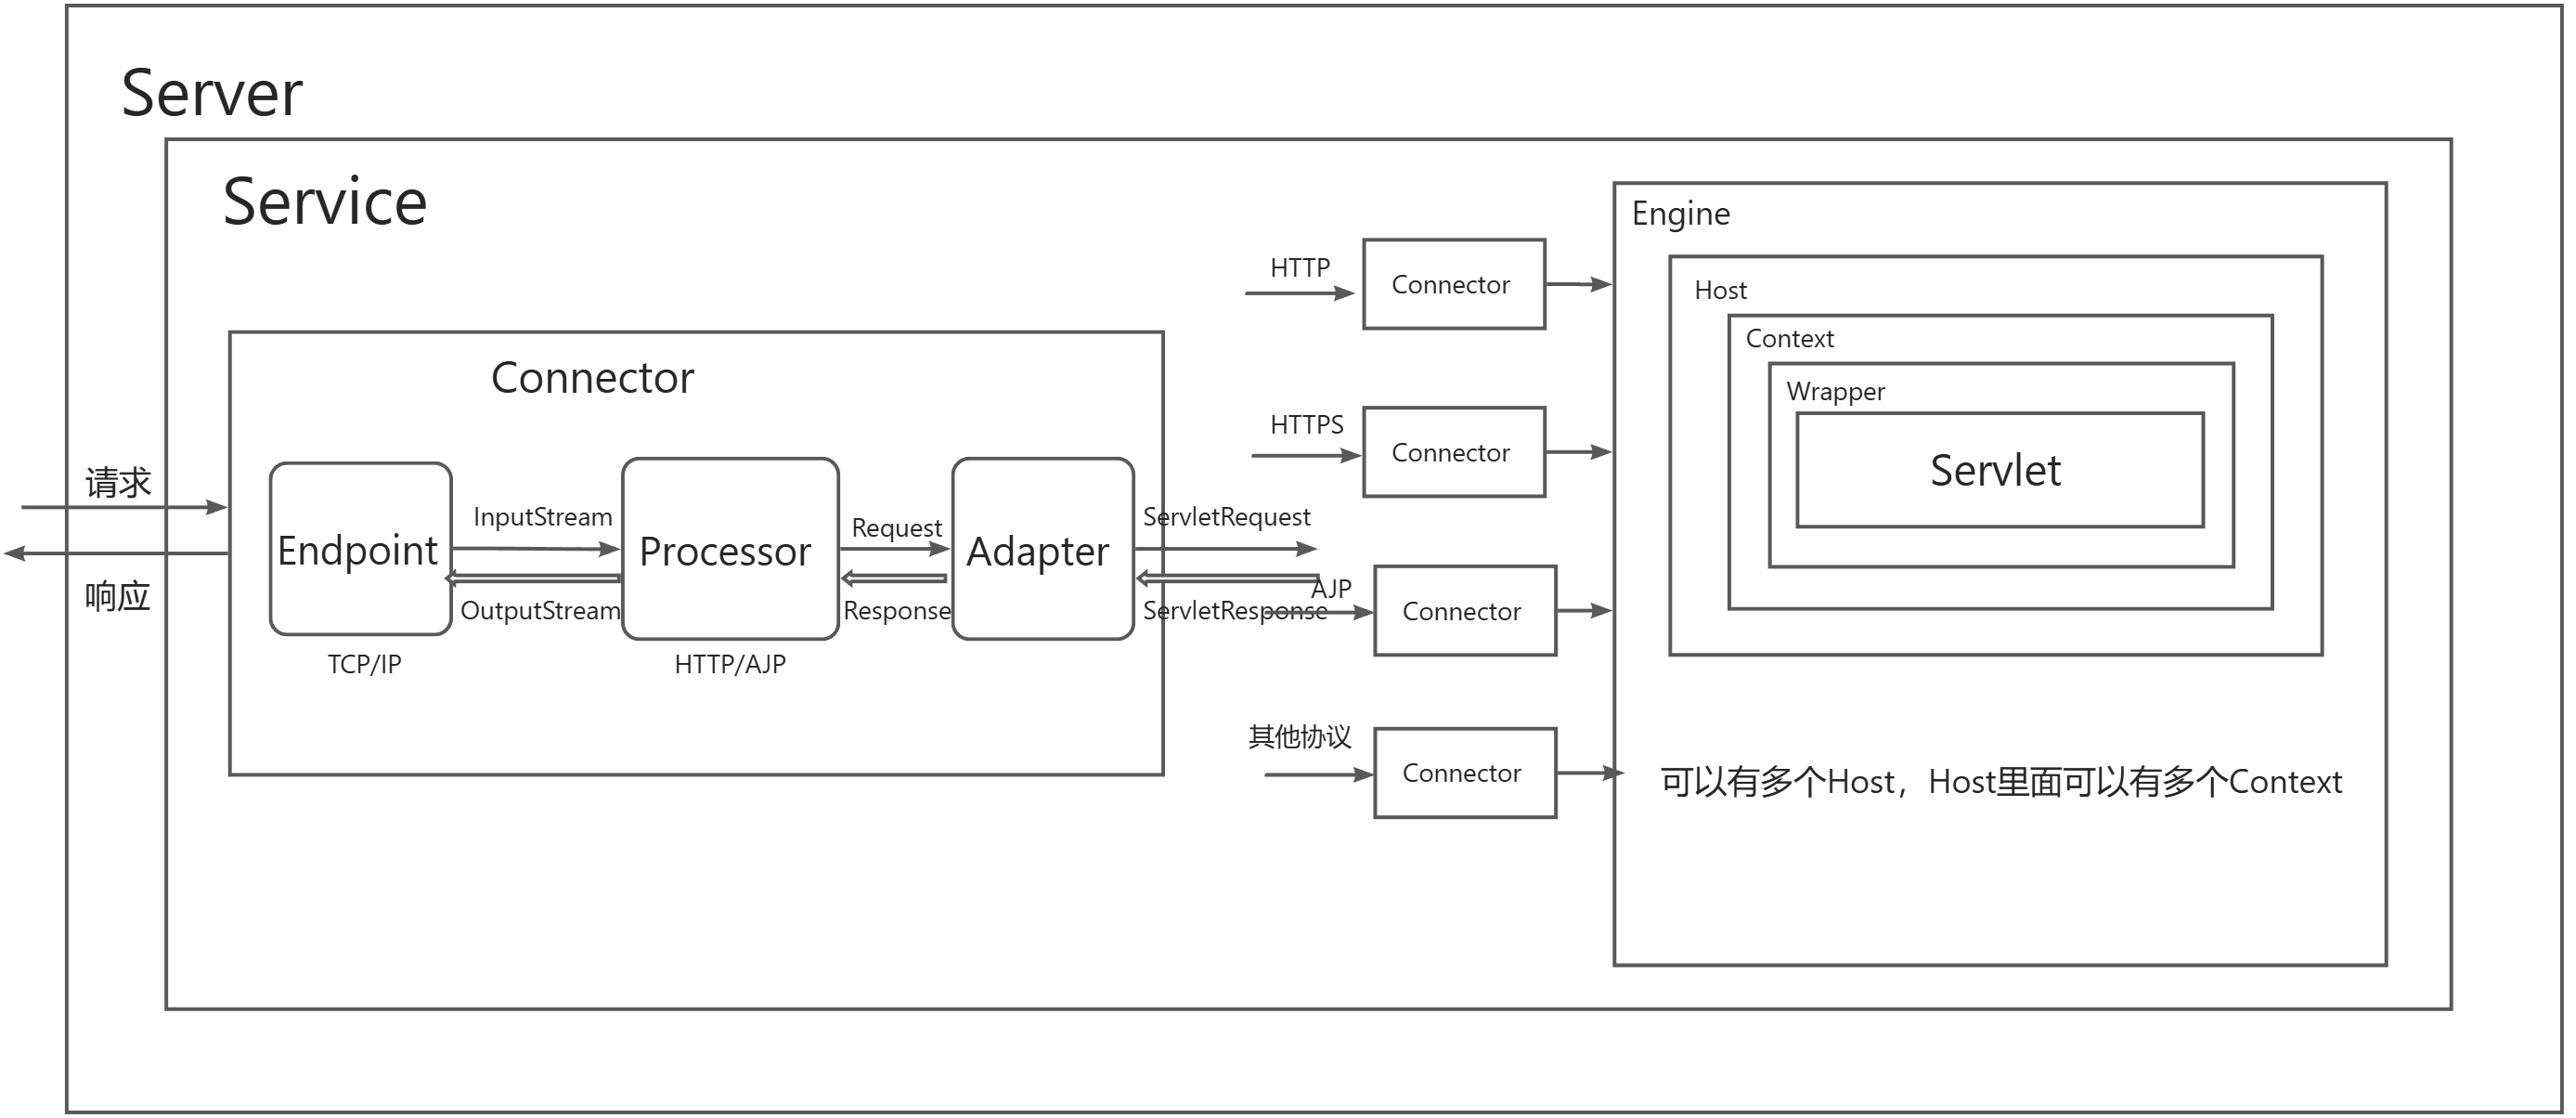 Server
Service
Connector
请求
响应
Endpoint
TCP/IP
InputStream
OutputStream
Processor
HTTP/AJP
Request
Response
Adapter
ServletRequest
ServletResponse
HTTP
Connector
HTTPS
Connector
AJP
Connector
其他协议
Connector
Engine
Host
Context
Wrapper
Servlet
可以有多个Host，Host里面可以有多个Context